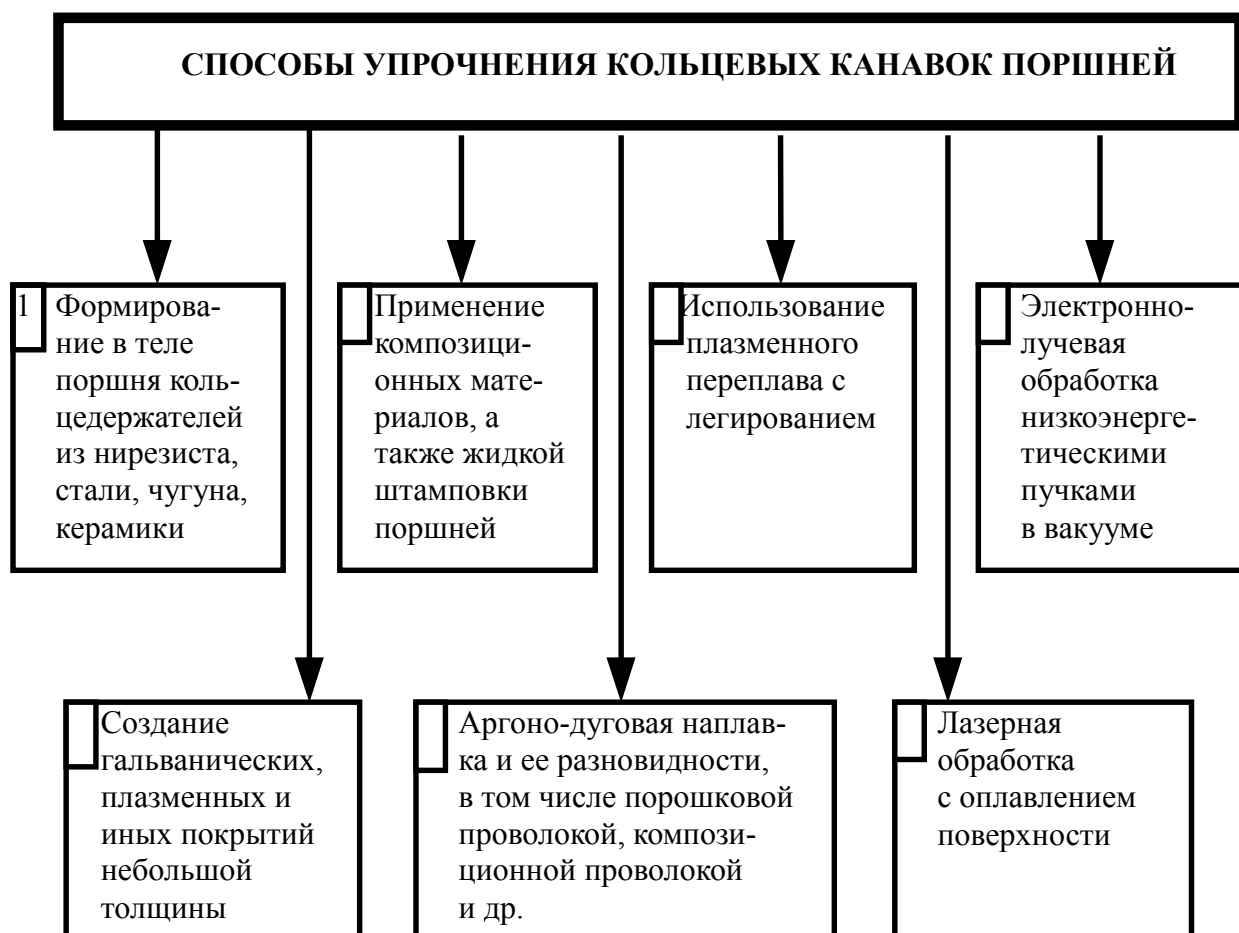 СПОСОБЫ УПРОЧНЕНИЯ КОЛЬЦЕВЫХ КАНАВОК ПОРШНЕЙ
1
Формирова-
ние в теле
поршня коль-
цедержателей
из нирезиста,
стали, чугуна,
керамики
Применение
композици-
онных мате-
риалов, а
также жидкой
штамповки
поршней
Использование
плазменного
переплава с
легированием
Электронно-
лучевая
обработка
низкоэнерге-
тическими
пучками
в вакууме
Создание
гальванических,
плазменных и
иных покрытий
небольшой
толщины
Аргоно-дуговая наплав-
ка и ее разновидности,
в том числе порошковой
проволокой, компози-
ционной проволокой
и др.
Лазерная
обработка
с оплавлением
поверхности